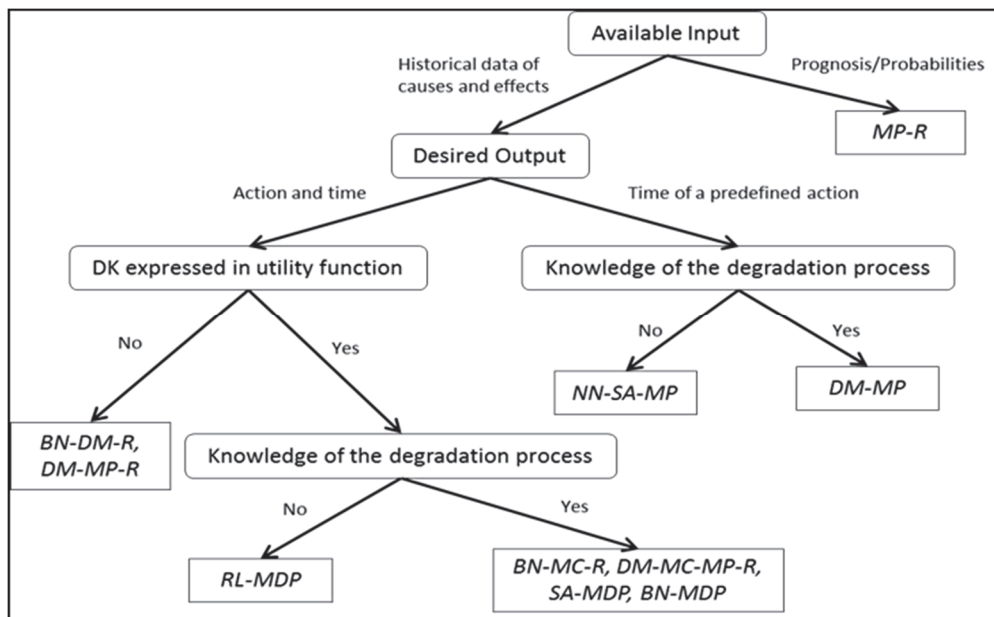 Available Input
Historical data of
causes and effects
Prognosis/Probabilities
MP-R
Desired Output
Action and time
Time of a predefined action
DK expressed in utility function
Knowledge of the degradation process
No
Yes
No
Yes
NN-SA-MP
DM-MP
BN-DM-R,
DM-MP-R
Knowledge of the degradation process
No
Yes
RL-MDP
BN-MC-R, DM-MC-MP-R,
SA-MDP, BN-MDP